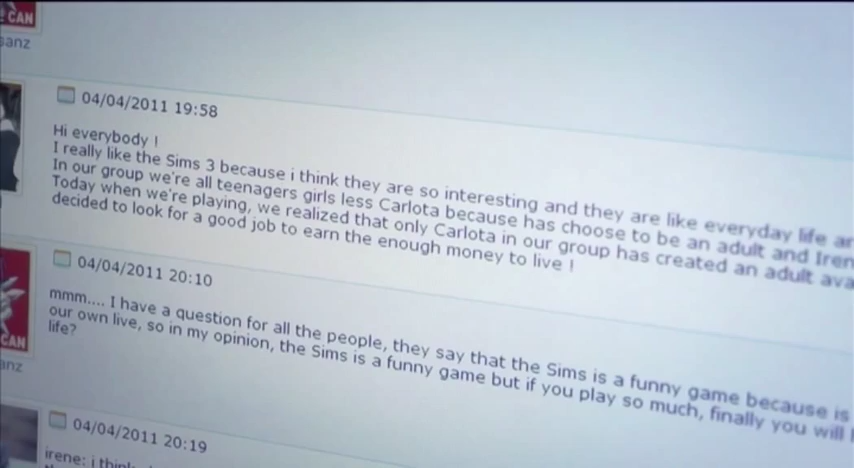 CAN
sanz
04/04/2011 19:58
Hi everybody !
I really like the Sims 3 because i think they are so interesting and they are like everyday life
In our group we're all teenagers girls less Carlota because has choose to be an adult and
Today when we're playing, we realized that only Carlota in our group has created an adult
decided to look for a good job to earn the enough money to live !
04/04/2011 20:10
mmm.... I have a question for all the people, they say that the Sims is a funny game because is
our own live, so in my opinion, the Sims is a funny game but if you play so much, finally you will
life?
CAN
anz
04/04/2011 20:19
irene: i